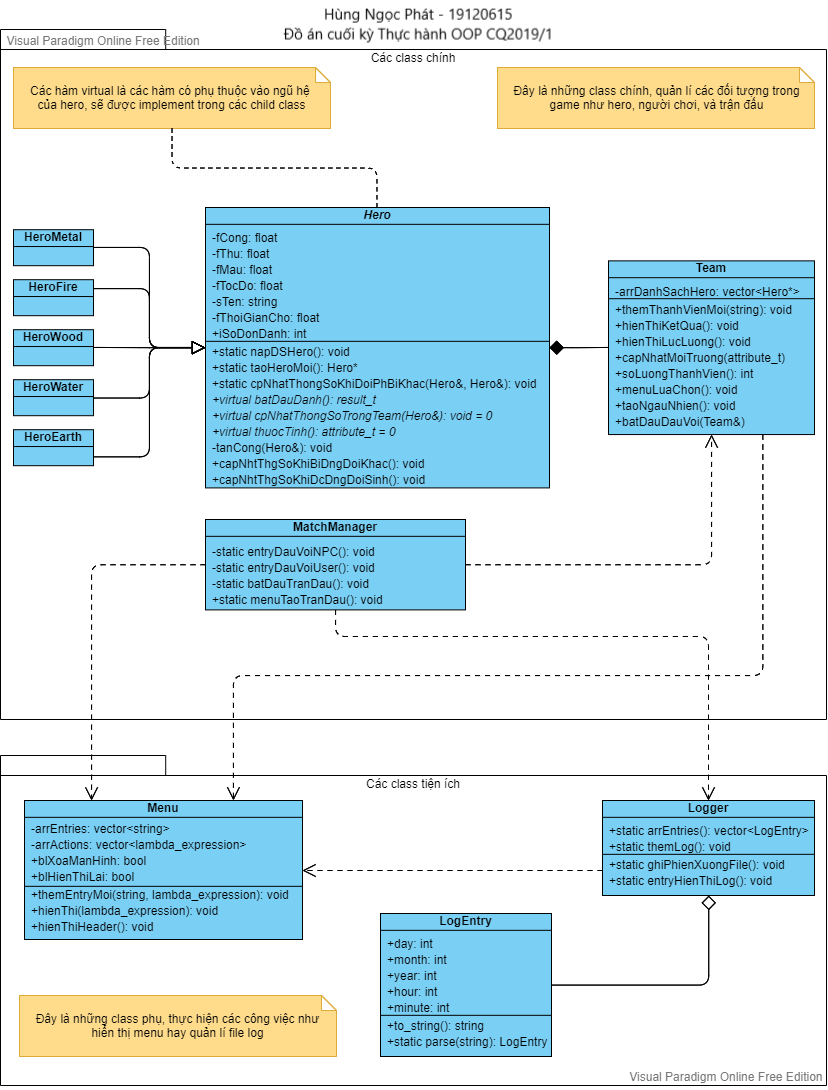 Hùng Ngọc Phát - 19120615
Đồ án cuối kỳ Thực hành OOP CQ2019/1
Visual Paradigm Online Free Edition
Các class chính
Các hàm virtual là các hàm có phụ thuộc vào ngũ hệ
của hero, sẽ được implement trong các child class
Đây là những class chính, quản lí các đối tượng trong
game như hero, người chơi, và trận đấu
HeroMetal
HeroFire
HeroWood
HeroWater
HeroEarth
Hero
-fCong: float
-fThu: float
-fMau: float
-fTocDo: float
-sTen: string
-fThoiGianCho: float
+iSoDonDanh: int
+static napDSHero(): void
+static taoHeroMoi(): Hero*
+static cpNhatThongSoKhiDoiPhBiKhac(Hero&, Hero&): void
+virtual batDauDanh(): result_t
+virtual cpNhatThongSoTrongTeam(Hero&): void = 0
+virtual thuocTinh(): attribute_t = 0
-tanCong(Hero&): void
+capNhtThgSoKhiBiDngDoiKhac(): void
+capNhtThgSoKhiDcDngDoiSinh(): void
Team
-arrDanhSachHero: vector<Hero*>
+themThanhVienMoi(string): void
+hienThiKetQua(): void
+hienThiLucLuong(): void
+capNhatMoiTruong(attribute_t)
+soLuongThanhVien(): int
+menuLuaChon(): void
+taoNgauNhien(): void
+batDauDauVoi(Team&)
MatchManager
-static entryDauVoiNPC(): void
-static entryDauVoiUser(): void
-static batDauTranDau(): void
+static menuTaoTranDau(): void
Các class tiện ích
Menu
-arrEntries: vector<string>
-arrActions: vector<lambda_expression>
+blXoaManHinh: bool
+blHienThiLai: bool
+themEntryMoi(string, lambda_expression): void
+hienThi(lambda_expression): void
+hienThiHeader(): void
Logger
+static arrEntries(): vector<LogEntry>
+static themLog(): void
+static ghiPhienXuongFile(): void
+static entryHienThiLog(): void
LogEntry
+day: int
+month: int
+year: int
+hour: int
+minute: int
+to_string(): string
+static parse(string): LogEntry
Đây là những class phụ, thực hiện các công việc như
hiển thị menu hay quản lí file log
Visual Paradigm Online Free Edition